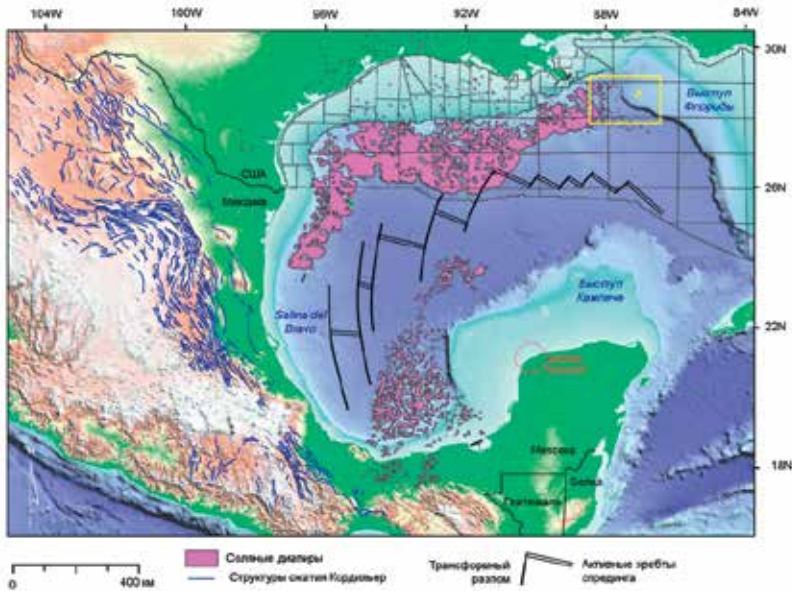 104W 100W 96W 92W 88W 84W
30N
Выступ
Флориды
США
Мексика
26N
Salina del
Bravo
Выступ
Кампече
22N
Мексика
Белиз
Гватемала
18N
Соляные диапиры
Структуры сжатия Кордильер
0 400 км
Трансформный
разлом
Активные хребты
спрединга